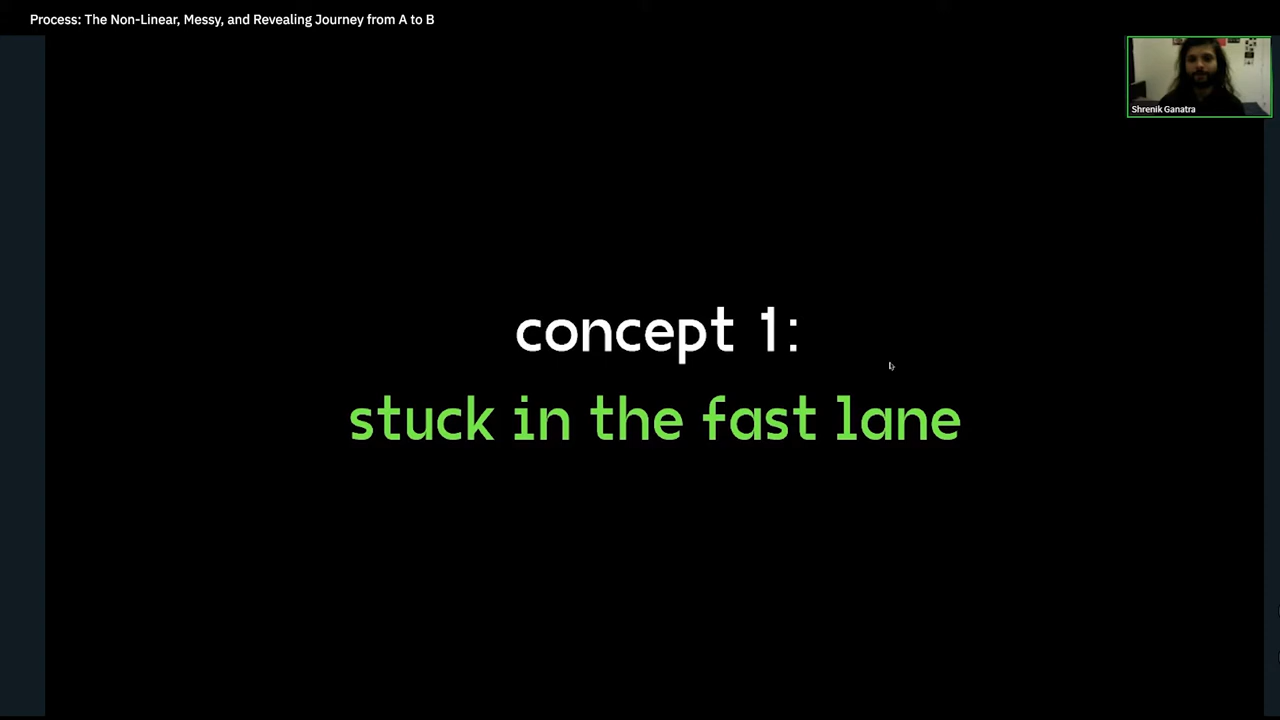 Process: The Non-Linear, Messy, and Revealing Journey from A to B
Shrenik Ganatra
concept 1:
stuck in the fast lane